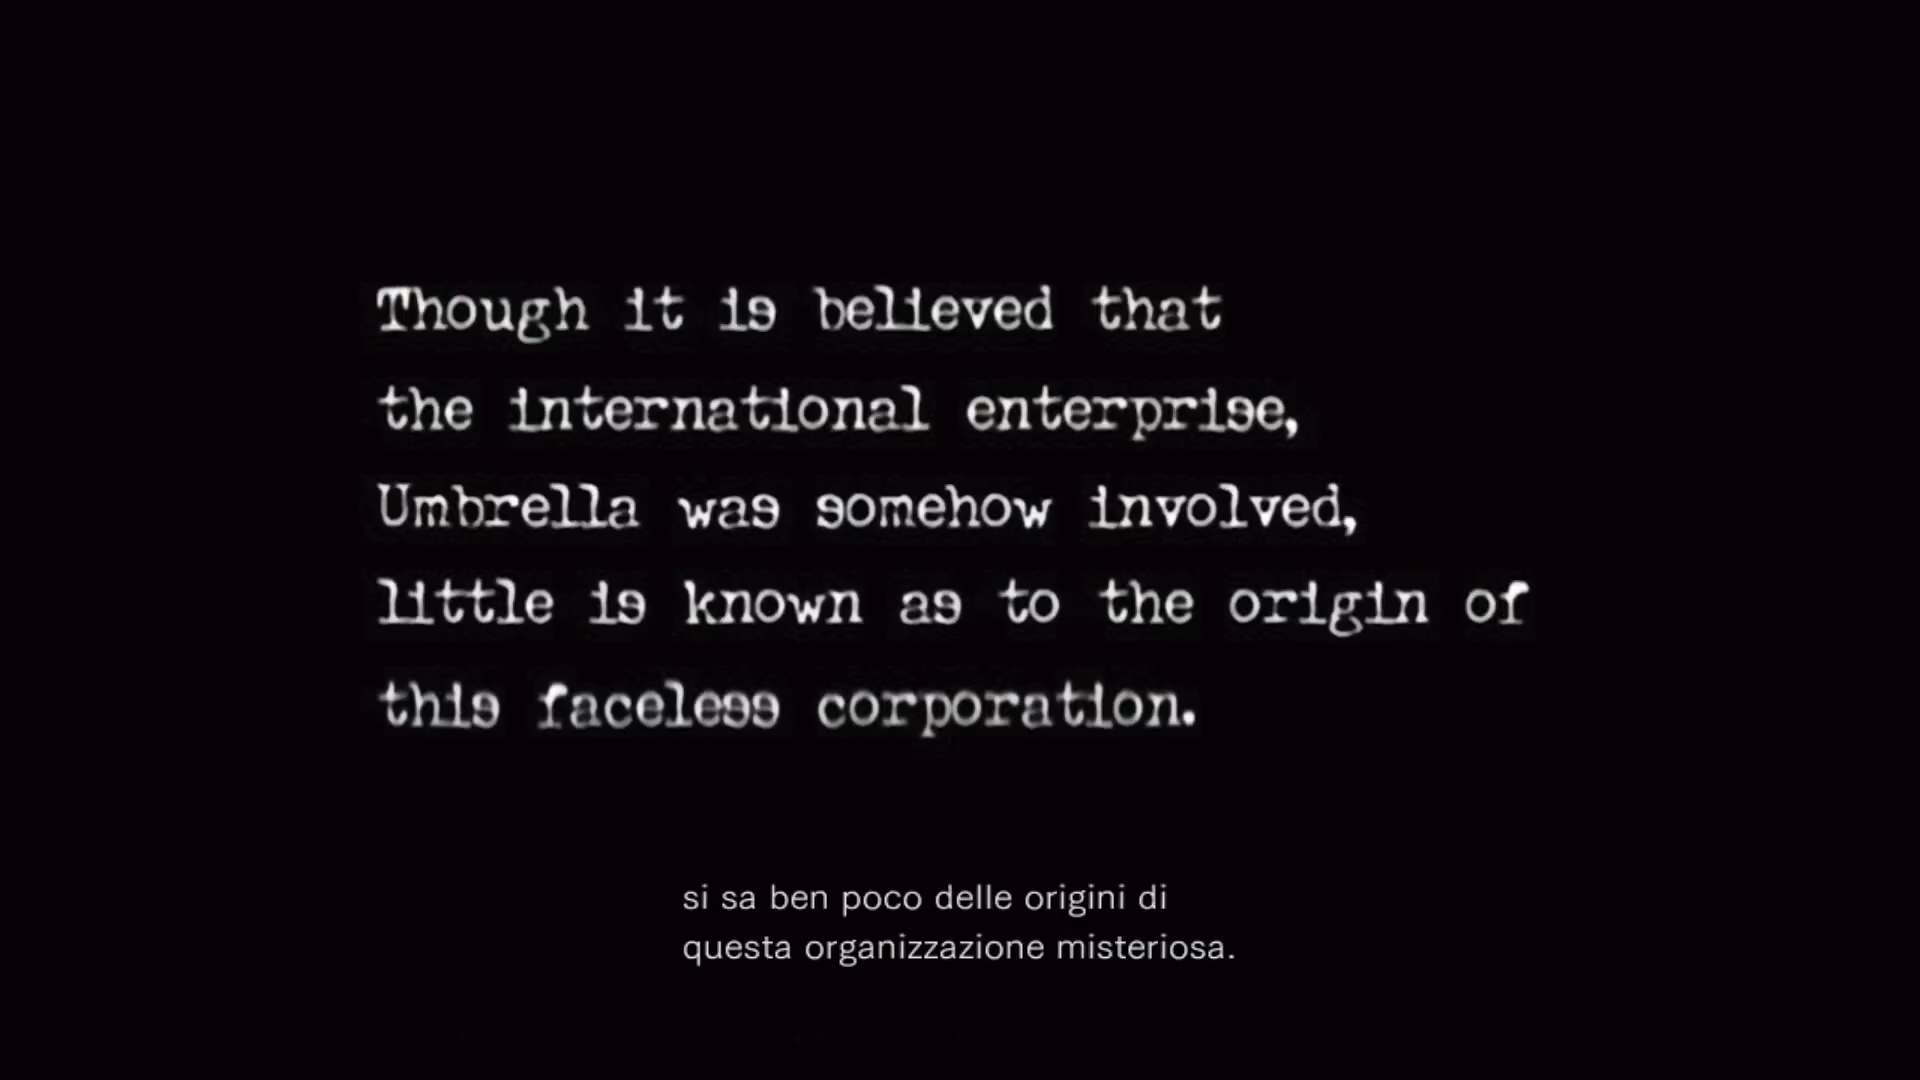 Though it is believed that
the international enterprise,
Umbrella was somehow involved,
little is known as to the origin of
this faceless corporation.
si sa ben poco delle origini di
questa organizzazione misteriosa.